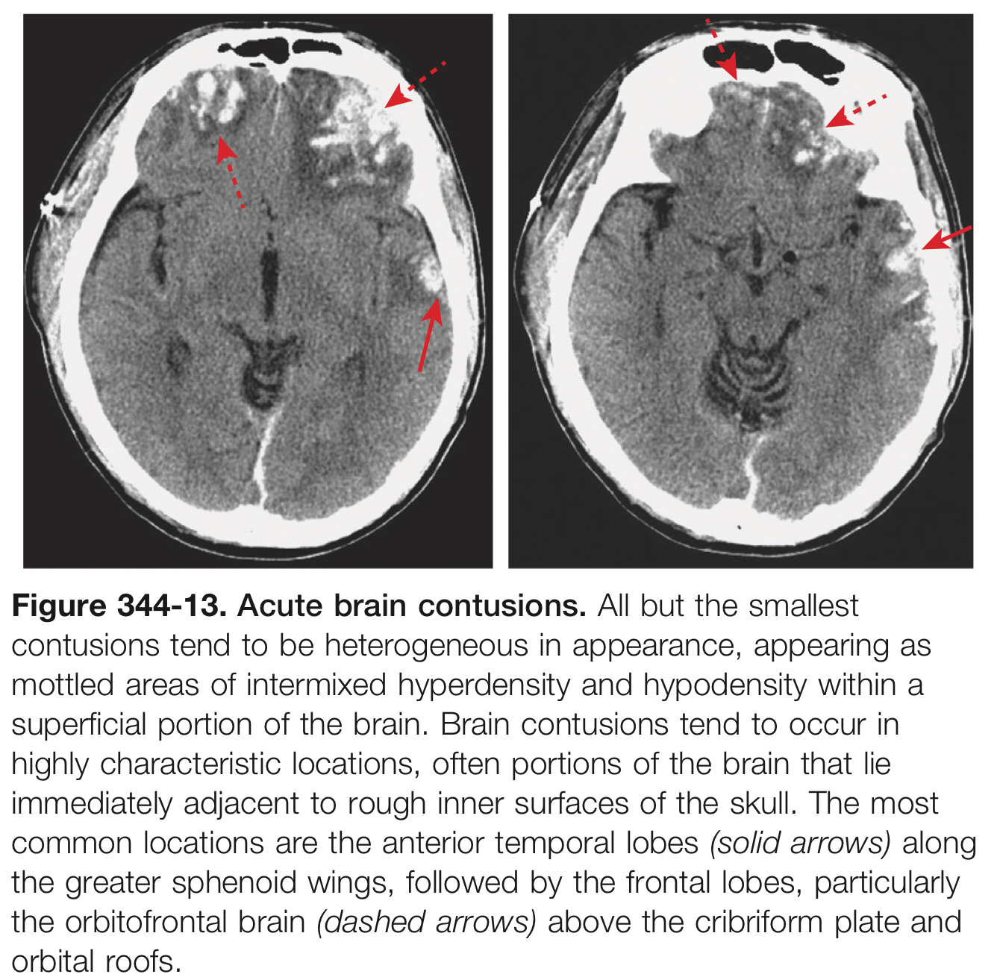 Figure 344-13. Acute brain contusions. All but the smallest
contusions tend to be heterogeneous in appearance, appearing as
mottled areas of intermixed hyperdensity and hypodensity within a
superficial portion of the brain. Brain contusions tend to occur in
highly characteristic locations, often portions of the brain that lie
immediately adjacent to rough inner surfaces of the skull. The most
common locations are the anterior temporal lobes (solid arrows) along
the greater sphenoid wings, followed by the frontal lobes, particularly
the orbitofrontal brain (dashed arrows) above the cribriform plate and
orbital roofs.